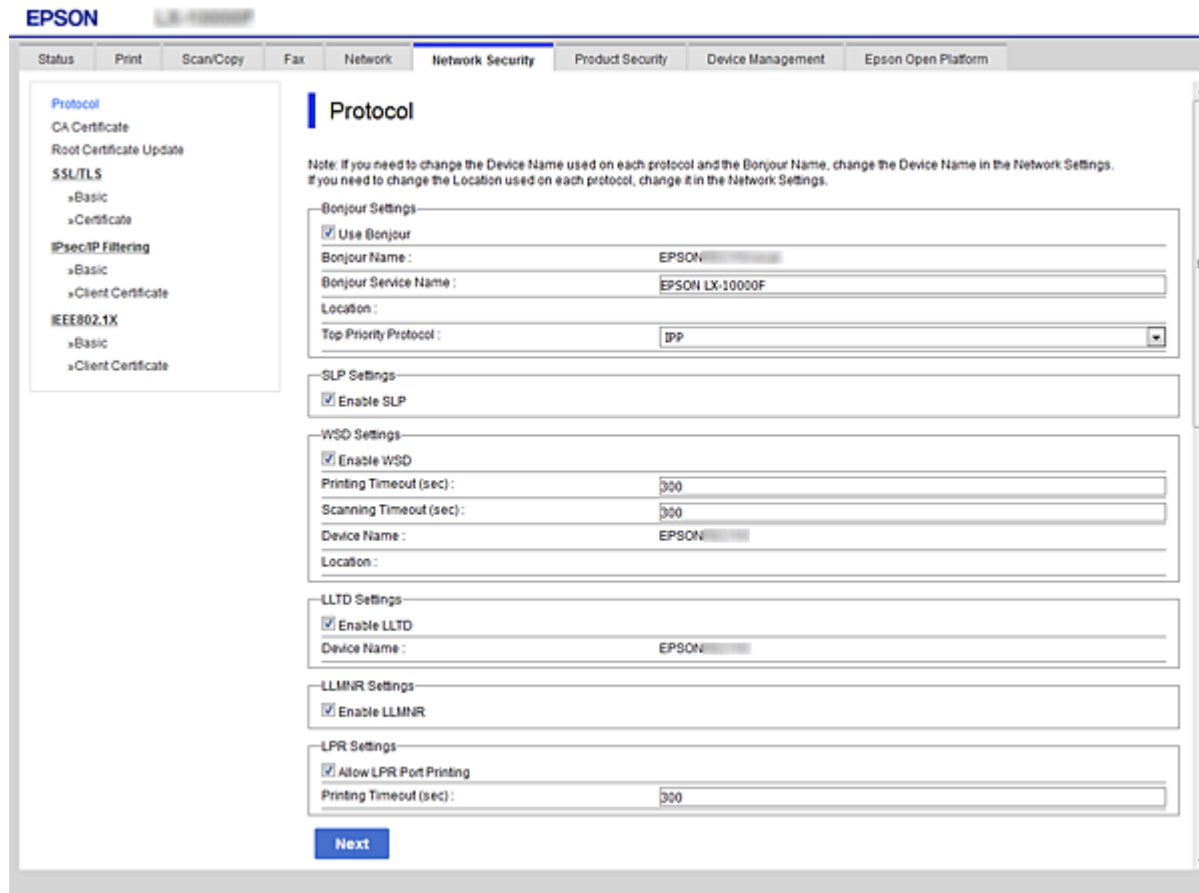 EPSON
Status Print Scan/Copy Fax Network Network Security Product Security Device Management Epson Open Platform
Protocol
CA Certificate
Root Certificate Update
SSL/TLS
»Basic
»Certificate
IPsec/IP Filtering
»Basic
»Client Certificate
IEEE802.1X
»Basic
»Client Certificate
Protocol
Note: If you need to change the Device Name used on each protocol and the Bonjour Name, change the Device Name in the Network Settings.
If you need to change the Location used on each protocol, change it in the Network Settings.
Bonjour Settings
Use Bonjour
Bonjour Name : EPSON
Bonjour Service Name : EPSON LX-10000F
Location :
Top Priority Protocol : IPP
SLP Settings
Enable SLP
WSD Settings
Enable WSD
Printing Timeout (sec) : 300
Scanning Timeout (sec) : 300
Device Name : EPSON
Location :
LLTD Settings
Enable LLTD
Device Name : EPSON
LLMNR Settings
Enable LLMNR
LPR Settings
Allow LPR Port Printing
Printing Timeout (sec) : 300
Next